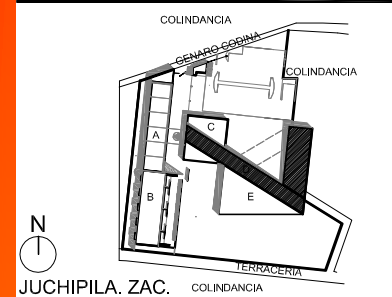 COLINDANCIA
GENARO CODINA
COLINDANCIA
C
A
B
E
N
TERRACERIA
JUCHIPILA. ZAC.
COLINDANCIA